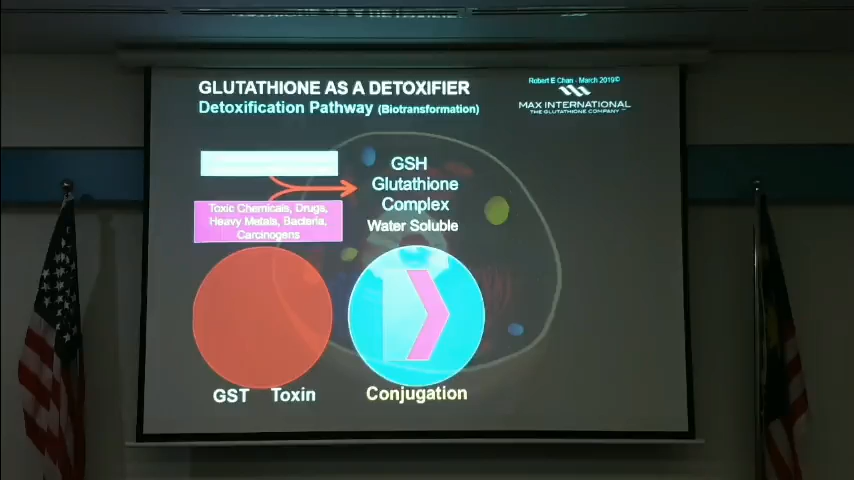 GLUTATHIONE AS A DETOXIFIER
Detoxification Pathway (Biotransformation)
Robert E Chan - March 2019©
MAX INTERNATIONAL
THE GLUTATHIONE COMPANY™
GSH
Glutathione
Complex
Water Soluble
Toxic Chemicals, Drugs,
Heavy Metals, Bacteria,
Carcinogens
GST Toxin
Conjugation